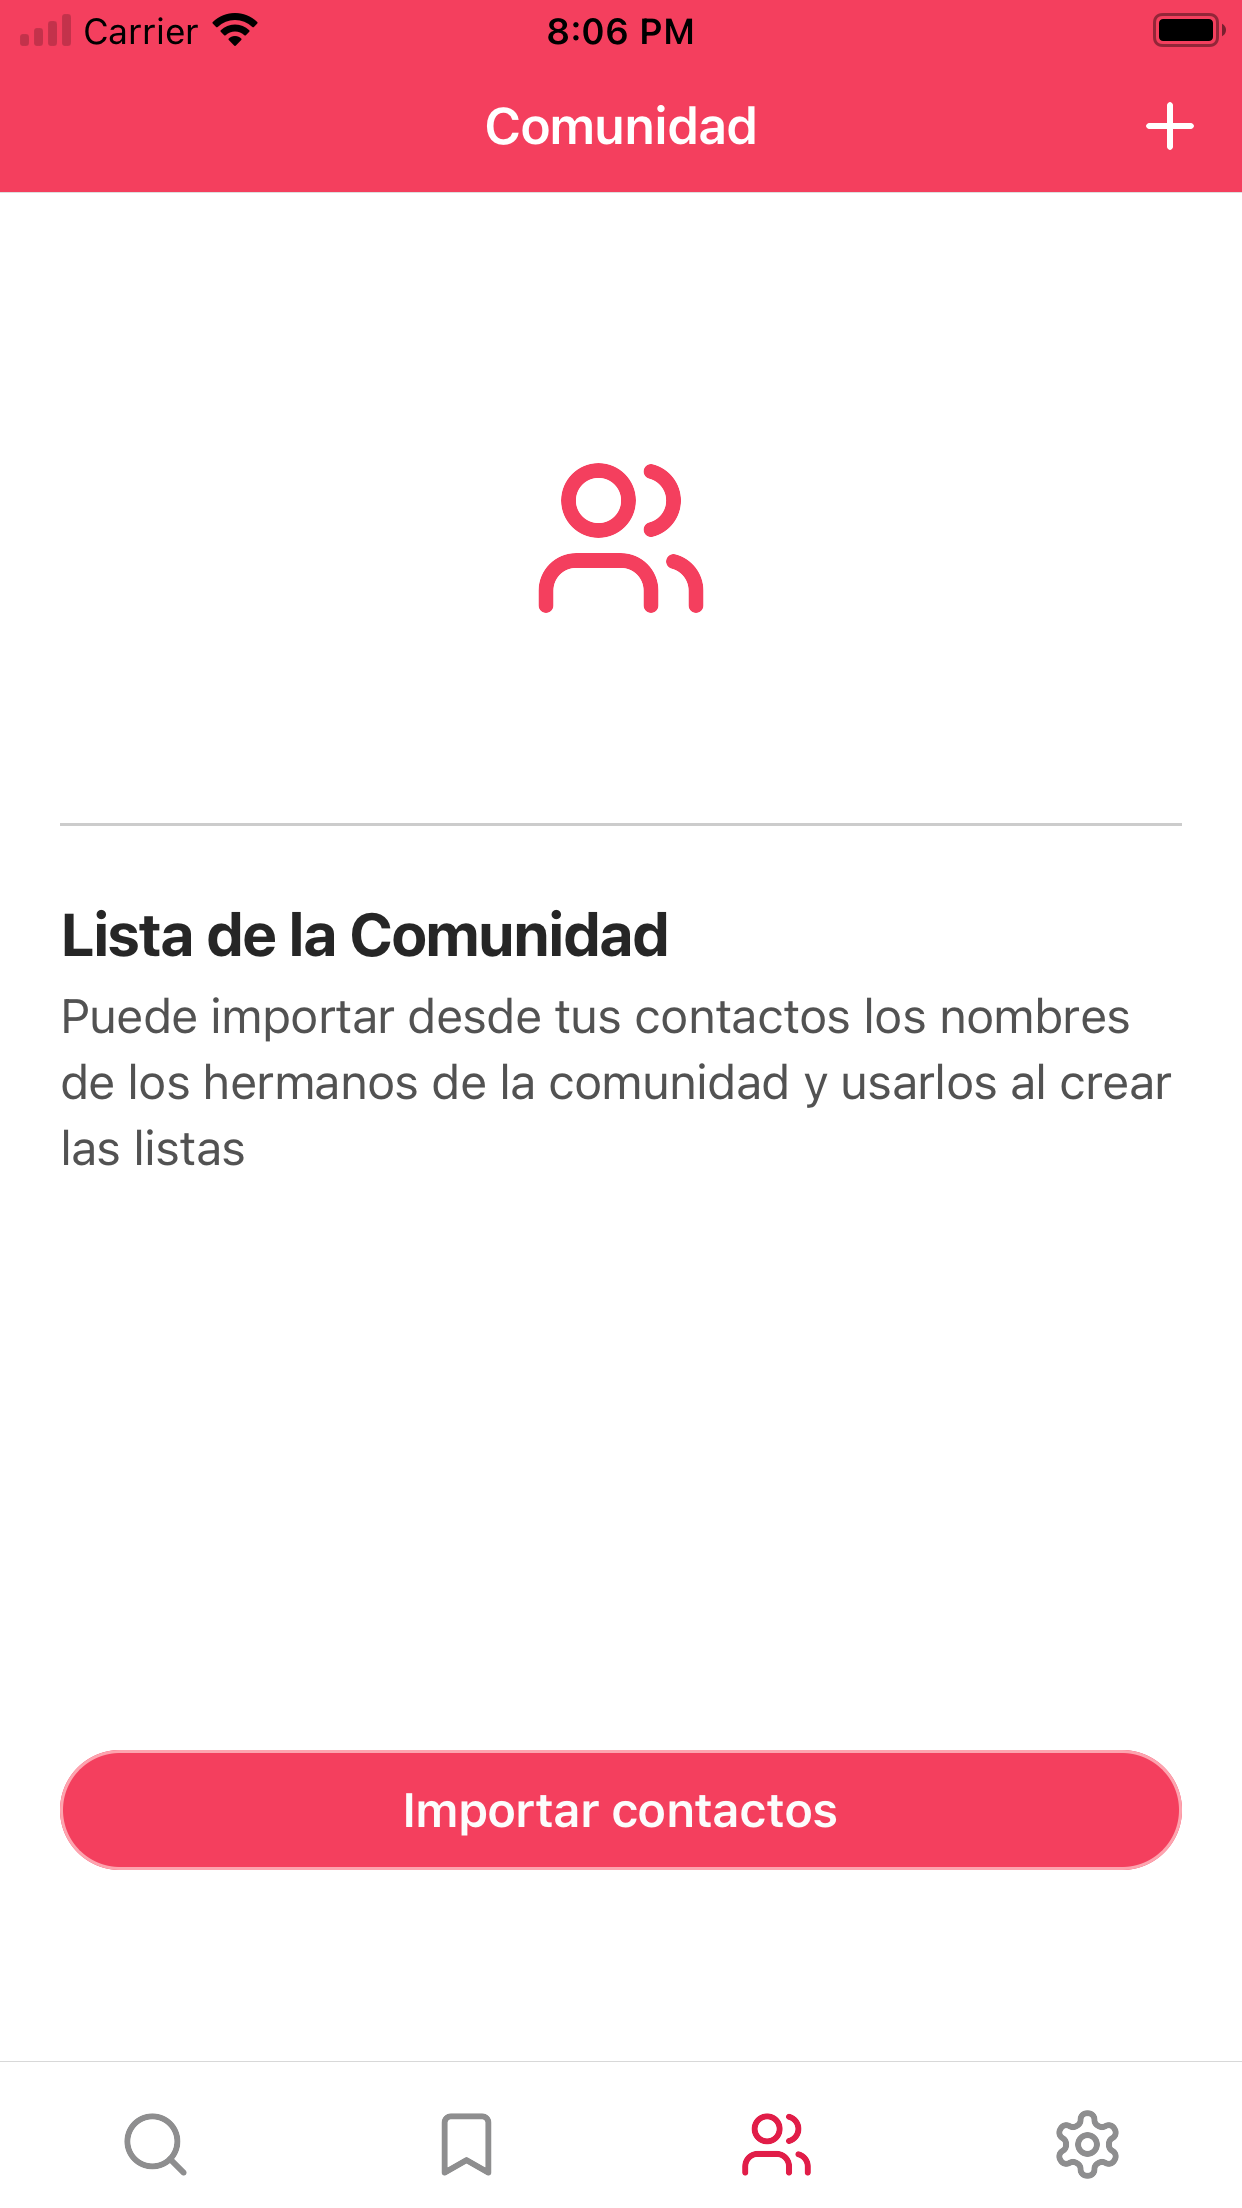 Carrier 8:06 PM
Comunidad
Lista de la Comunidad
Puede importar desde tus contactos los nombres
de los hermanos de la comunidad y usarlos al crear
las listas
Importar contactos